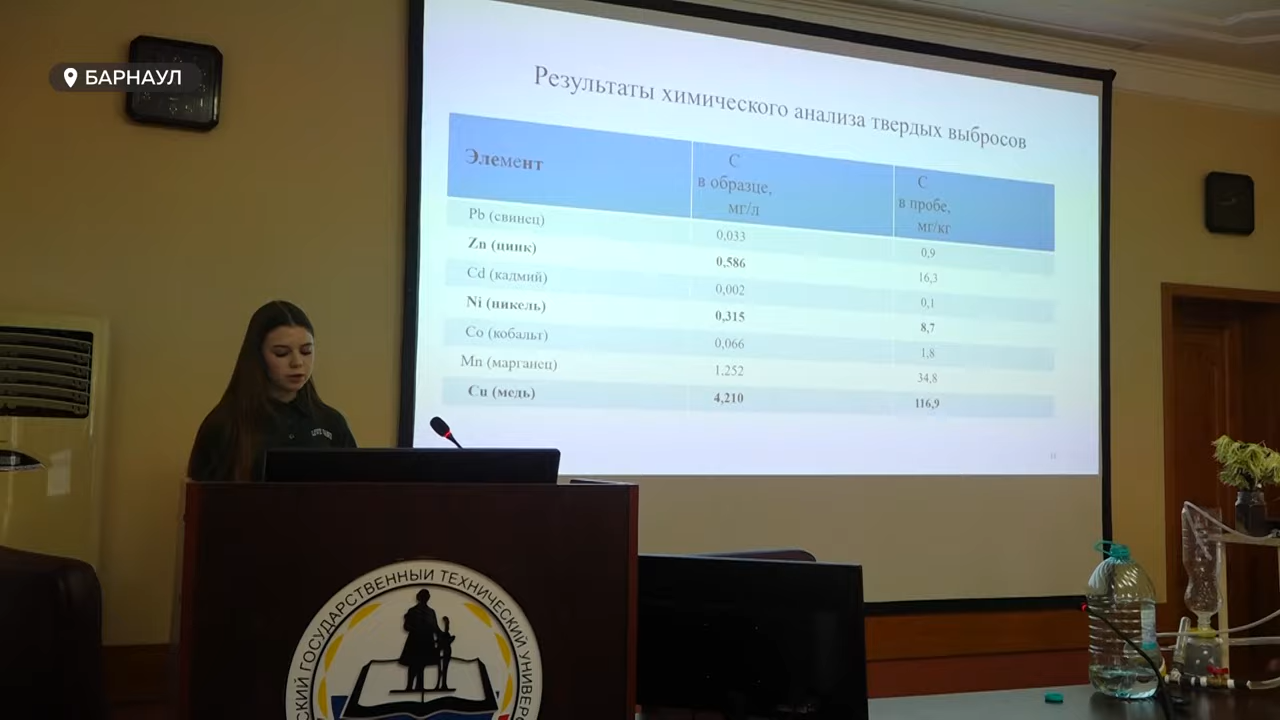 БАРНАУЛ
Результаты химического анализа твердых выбросов
Элемент
С
в образце,
мг/л
С
в пробе,
мг/кг
Pb (свинец) 0,033 0,9
Zn (цинк) 0,586 16,3
Cd (кадмий) 0,002 0,1
Ni (никель) 0,315 8,7
Co (кобальт) 0,066 1,8
Mn (марганец) 1.252 34,8
Cu (медь) 4,210 116,9
ГОСУДАРСТВЕННЫЙ ТЕХНИЧЕСКИЙ